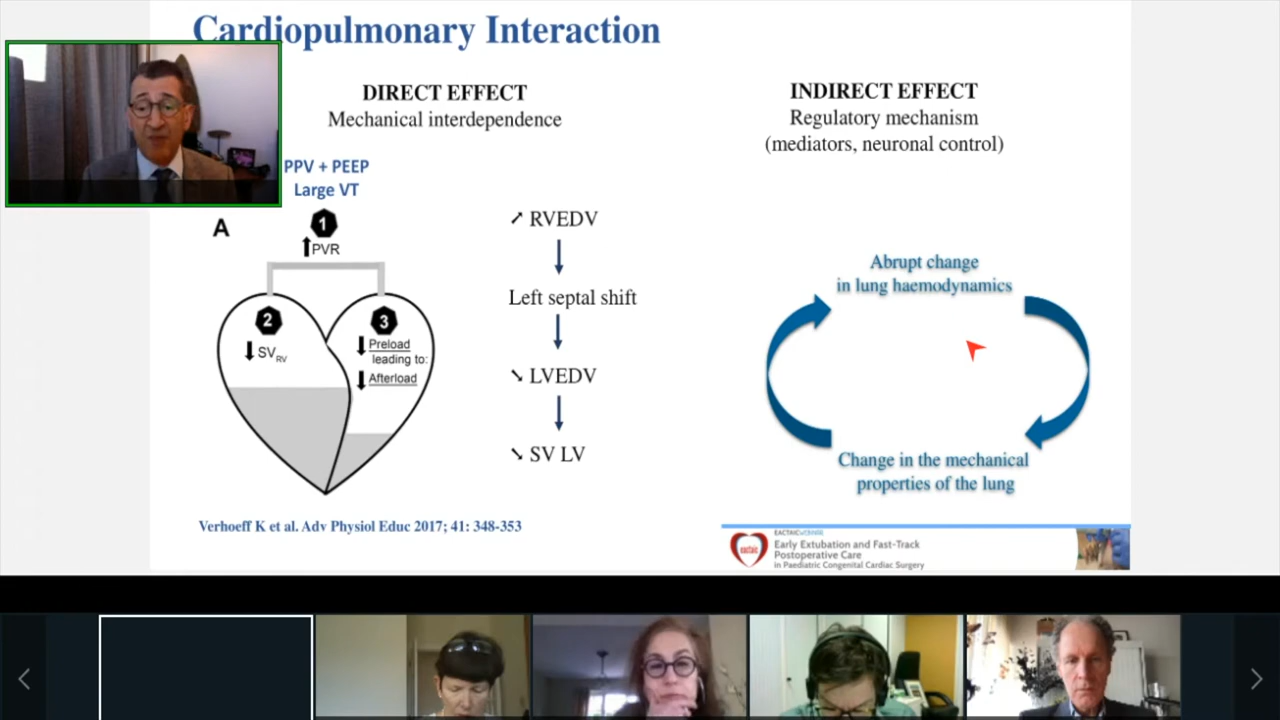 Cardiopulmonary Interaction
DIRECT EFFECT
Mechanical interdependence
PPV + PEEP
Large VT
A
1
↑PVR
2
↓ SVRV
3
↓ Preload
leading to:
↓ Afterload
➚ RVEDV
Left septal shift
➘ LVEDV
➘ SV LV
Verhoeff K et al. Adv Physiol Educ 2017; 41: 348-353
INDIRECT EFFECT
Regulatory mechanism
(mediators, neuronal control)
Abrupt change
in lung haemodynamics
Change in the mechanical
properties of the lung
eactaic
EACTAICWEBINAR
Early Extubation and Fast-Track
Postoperative Care
in Paediatric Congenital Cardiac Surgery